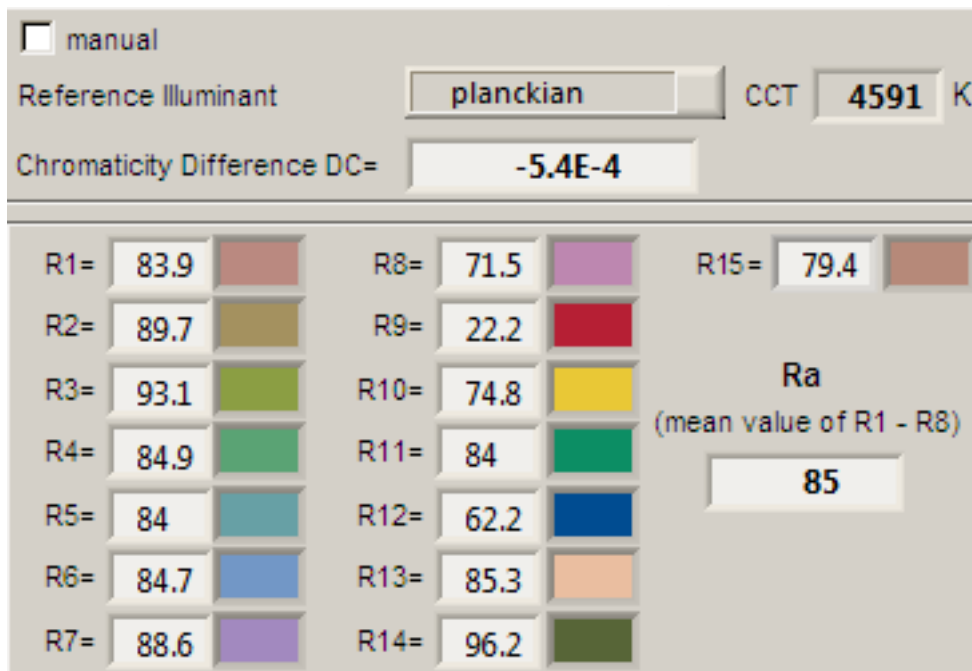 manual
Reference Illuminant planckian CCT 4591 K
Chromaticity Difference DC= -5.4E-4
R1= 83.9 R8= 71.5 R15= 79.4
R2= 89.7 R9= 22.2
R3= 93.1 R10= 74.8 Ra
(mean value of R1 - R8)
R4= 84.9 R11= 84
85
R5= 84 R12= 62.2
R6= 84.7 R13= 85.3
R7= 88.6 R14= 96.2